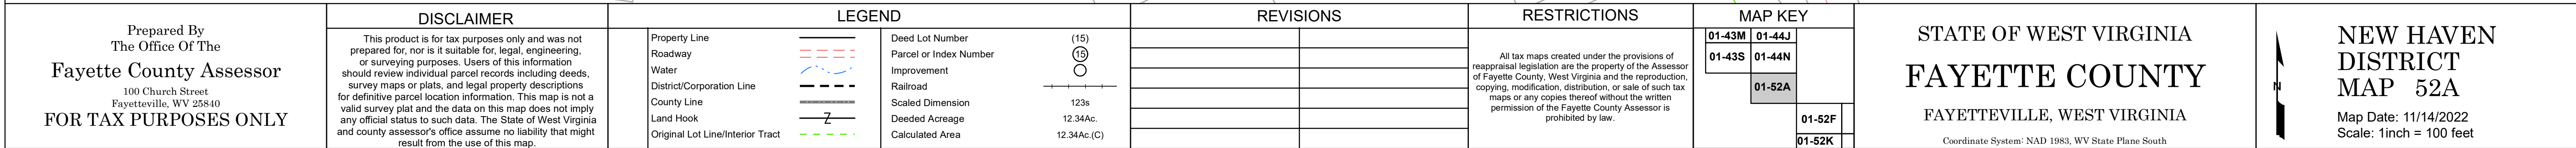 Prepared By
The Office Of The
Fayette County Assessor
100 Church Street
Fayetteville, WV 25840
FOR TAX PURPOSES ONLY
DISCLAIMER
This product is for tax purposes only and was not
prepared for, nor is it suitable for, legal, engineering,
or surveying purposes. Users of this information
should review individual parcel records including deeds,
survey maps or plats, and legal property descriptions
for definitive parcel location information. This map is not a
valid survey plat and the data on this map does not imply
any official status to such data. The State of West Virginia
and county assessor's office assume no liability that might
result from the use of this map.
LEGEND
Property Line
Roadway
Water
District/Corporation Line
County Line
Land Hook Z
Original Lot Line/Interior Tract
Deed Lot Number (15)
Parcel or Index Number 15
Improvement
Railroad
Scaled Dimension 123s
Deeded Acreage 12.34Ac.
Calculated Area 12.34Ac.(C)
REVISIONS
RESTRICTIONS
All tax maps created under the provisions of
reappraisal legislation are the property of the Assessor
of Fayette County, West Virginia and the reproduction,
copying, modification, distribution, or sale of such tax
maps or any copies thereof without the written
permission of the Fayette County Assessor is
prohibited by law.
MAP KEY
01-43M 01-44J
01-43S 01-44N
01-52A
01-52F
01-52K
STATE OF WEST VIRGINIA
FAYETTE COUNTY
FAYETTEVILLE, WEST VIRGINIA
Coordinate System: NAD 1983, WV State Plane South
N
NEW HAVEN
DISTRICT
MAP 52A
Map Date: 11/14/2022
Scale: 1inch = 100 feet